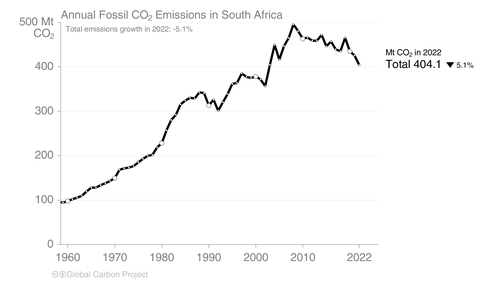 Annual Fossil CO₂ Emissions in South Africa
500 Mt
CO₂
Total emissions growth in 2022: -5.1%
400
300
200
100
0
1960 1970 1980 1990 2000 2010 2022
Mt CO₂ in 2022
Total 404.1 ▼ 5.1%
Global Carbon Project